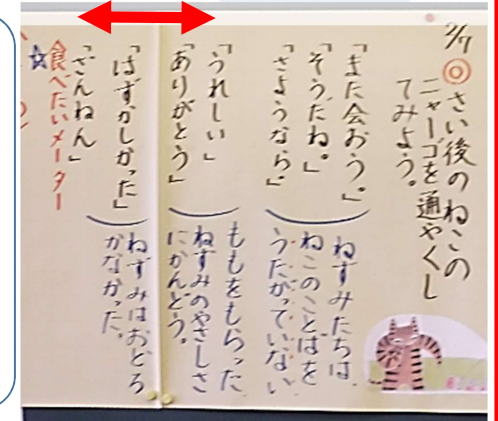 2/7 ◎さい後のねこの
ニャーゴを通やくし
てみよう。
「また会おう。」
「そうだね。」
「さようなら。」
ねずみたちは
ねこのことばを
うたがっていない
「うれしい」
「ありがとう」
ももをもらった
ねずみのやさしさ
にかんどう。
「はずかしかった」
「ざんねん」
ねずみはおどろ
かなかった。
食べたいメーター
☆